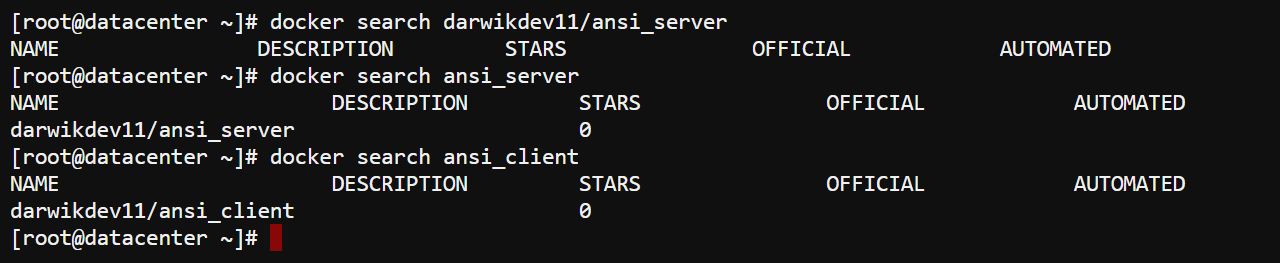 [root@datacenter ~]# docker search darwikdev11/ansi_server
NAME DESCRIPTION STARS OFFICIAL AUTOMATED
[root@datacenter ~]# docker search ansi_server
NAME DESCRIPTION STARS OFFICIAL AUTOMATED
darwikdev11/ansi_server 0
[root@datacenter ~]# docker search ansi_client
NAME DESCRIPTION STARS OFFICIAL AUTOMATED
darwikdev11/ansi_client 0
[root@datacenter ~]#